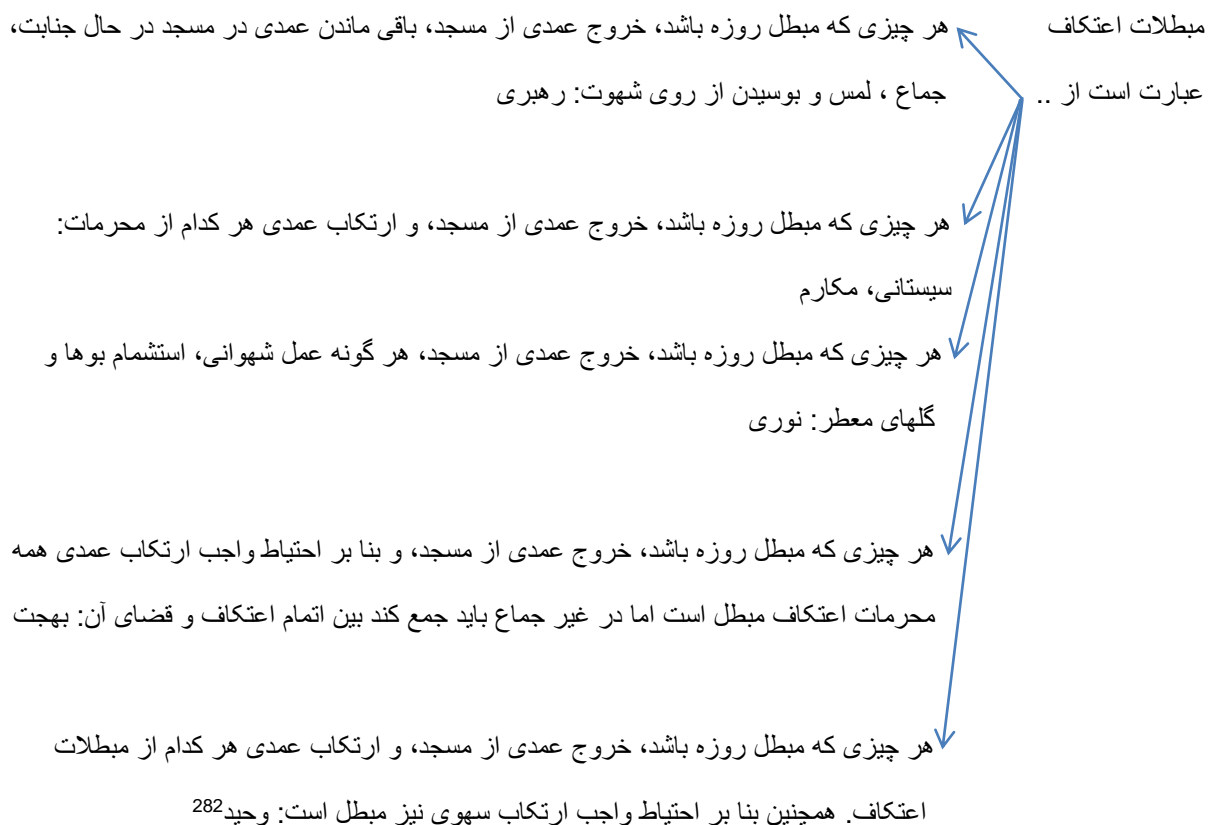 مبطلات اعتکاف
عبارت است از ..
هر چیزی که مبطل روزه باشد، خروج عمدی از مسجد، باقی ماندن عمدی در مسجد در حال جنابت،
جماع ، لمس و بوسیدن از روی شهوت: رهبری
هر چیزی که مبطل روزه باشد، خروج عمدی از مسجد، و ارتکاب عمدی هر کدام از محرمات:
سیستانی، مکارم
هر چیزی که مبطل روزه باشد، خروج عمدی از مسجد، هر گونه عمل شهوانی، استشمام بوها و
گلهای معطر: نوری
هر چیزی که مبطل روزه باشد، خروج عمدی از مسجد، و بنا بر احتیاط واجب ارتکاب عمدی همه
محرمات اعتکاف مبطل است اما در غیر جماع باید جمع کند بین اتمام اعتکاف و قضای آن: بهجت
هر چیزی که مبطل روزه باشد، خروج عمدی از مسجد، و ارتکاب عمدی هر کدام از مبطلات
اعتکاف. همچنین بنا بر احتیاط واجب ارتکاب سهوی نیز مبطل است: وحید282